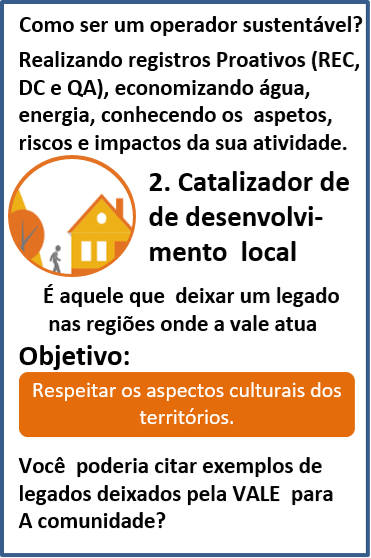 Como ser um operador sustentável?
Realizando registros Proativos (REC,
DC e QA), economizando água,
energia, conhecendo os aspetos,
riscos e impactos da sua atividade.
2. Catalizador de
de desenvolvi-
mento local
É aquele que deixar um legado
nas regiões onde a vale atua
Objetivo:
Respeitar os aspectos culturais dos
territórios.
Você poderia citar exemplos de
legados deixados pela VALE para
A comunidade?